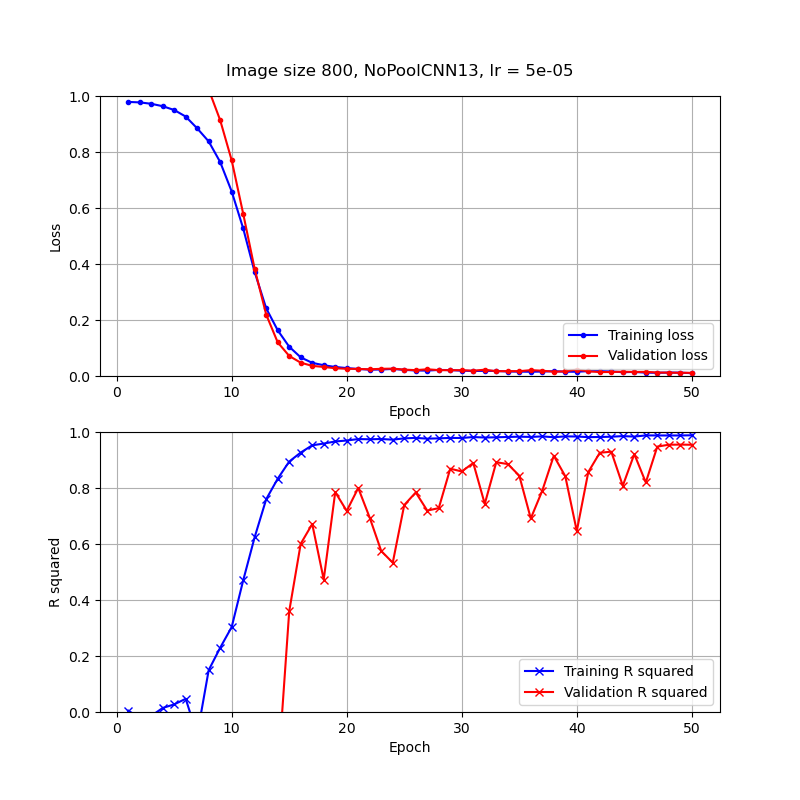 Image size 800, NoPoolCNN13, lr = 5e-05
1.0
0.8
0.6
0.4
0.2
0.0
Loss
0 10 20 30 40 50
Epoch
Training loss
Validation loss
1.0
0.8
0.6
0.4
0.2
0.0
R squared
0 10 20 30 40 50
Epoch
Training R squared
Validation R squared